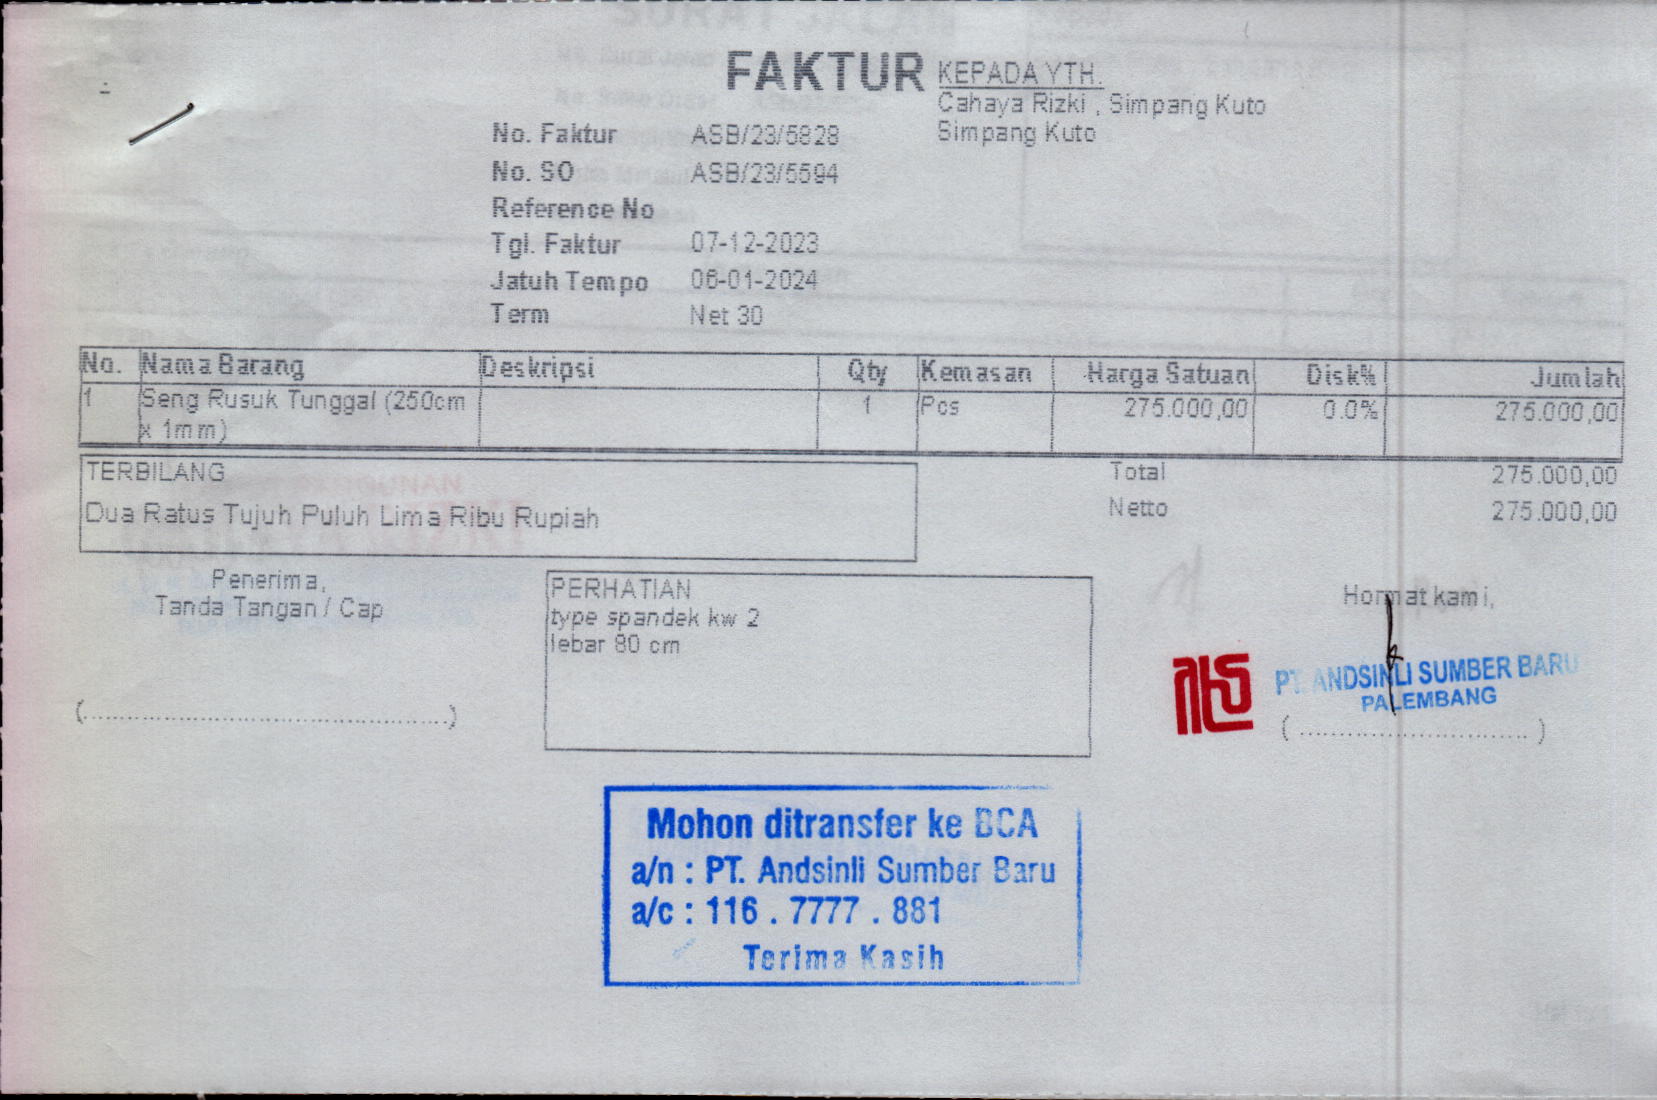 FAKTUR
KEPADA YTH.
Cahaya Rizki , Simpang Kuto
Simpang Kuto
No. Faktur ASB/23/5828
No. SO ASB/23/5594
Reference No
Tgl. Faktur 07-12-2023
Jatuh Tempo 06-01-2024
Term Net 30
No. Nama Barang Deskripsi Qty Kemasan Harga Satuan Disk% Jumlah
1 Seng Rusuk Tunggal (250cm 1 Pcs 275.000,00 0.0% 275.000,00
x 1mm)
TERBILANG
Dua Ratus Tujuh Puluh Lima Ribu Rupiah
Total 275.000,00
Netto 275.000,00
Penerima,
Tanda Tangan / Cap
(................................................)
PERHATIAN
type spandek kw 2
lebar 80 cm
Hormat kami,
PT. ANDSINLI SUMBER BARU
PALEMBANG
(..............................)
Mohon ditransfer ke BCA
a/n : PT. Andsinli Sumber Baru
a/c : 116 . 7777 . 881
Terima Kasih